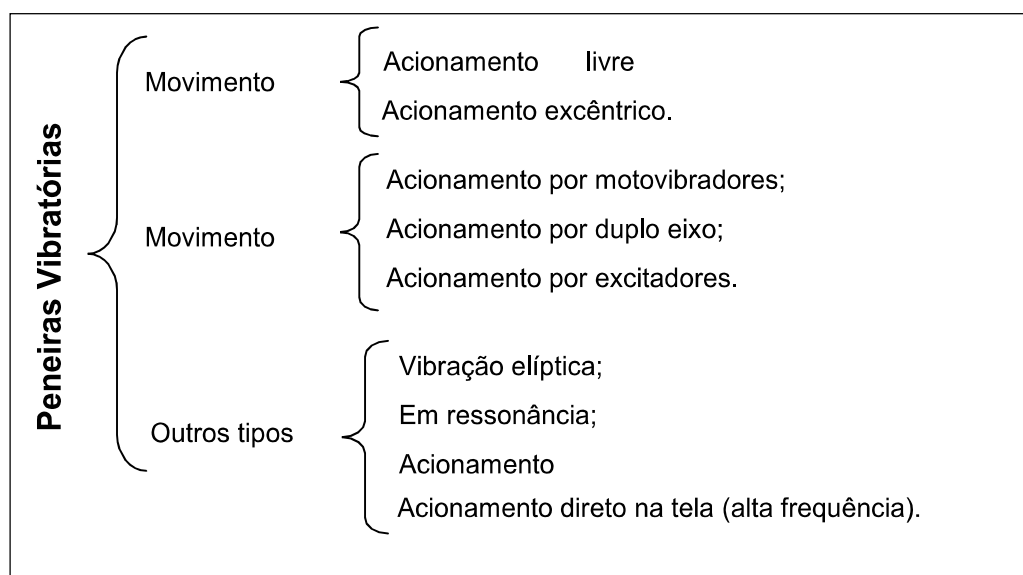 Peneiras Vibratórias
Movimento
Acionamento livre
Acionamento excêntrico.
Movimento
Acionamento por motovibradores;
Acionamento por duplo eixo;
Acionamento por excitadores.
Outros tipos
Vibração elíptica;
Em ressonância;
Acionamento
Acionamento direto na tela (alta frequência).